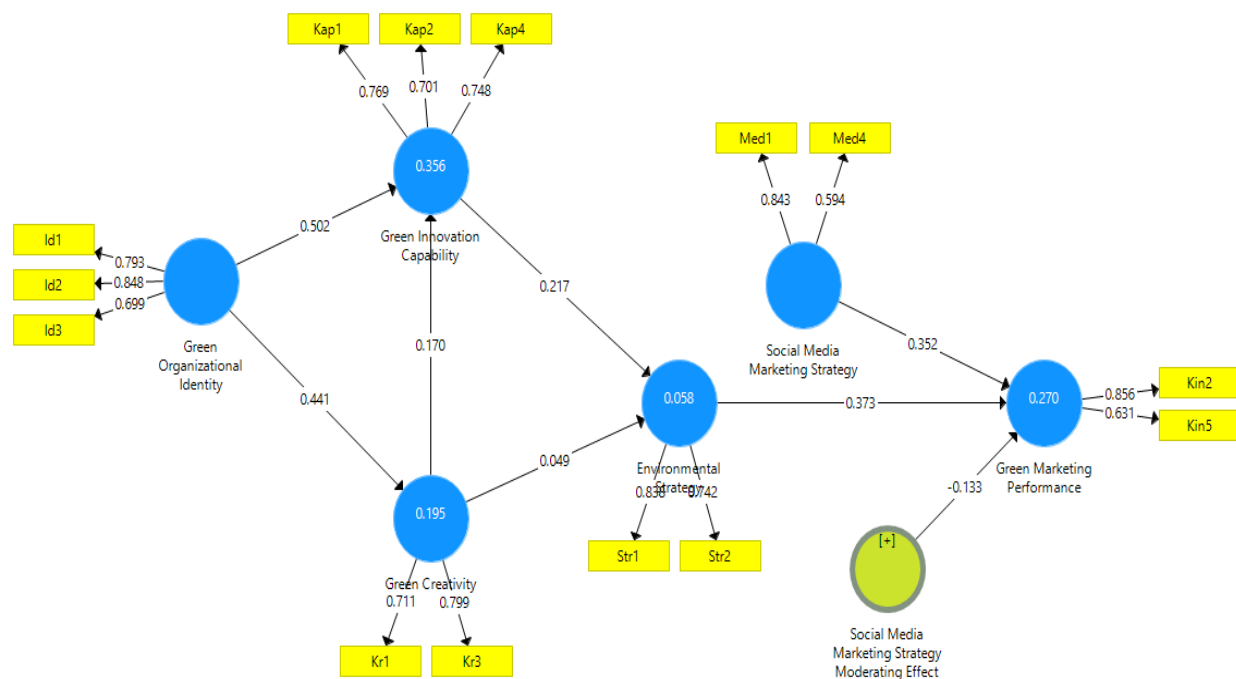 Kap1
Kap2
Kap4
0.769
0.701
0.748
0.356
Green Innovation
Capability
Med1
Med4
0.843
0.594
Social Media
Marketing Strategy
Id1
Id2
Id3
0.793
0.848
0.699
Green
Organizational
Identity
0.502
0.441
0.170
0.217
0.049
0.352
0.058
Environmental
Strategy
0.838
0.742
Str1
Str2
0.373
0.270
Green Marketing
Performance
0.856
0.631
Kin2
Kin5
-0.133
[+]
Social Media
Marketing Strategy
Moderating Effect
0.195
Green Creativity
0.711
0.799
Kr1
Kr3